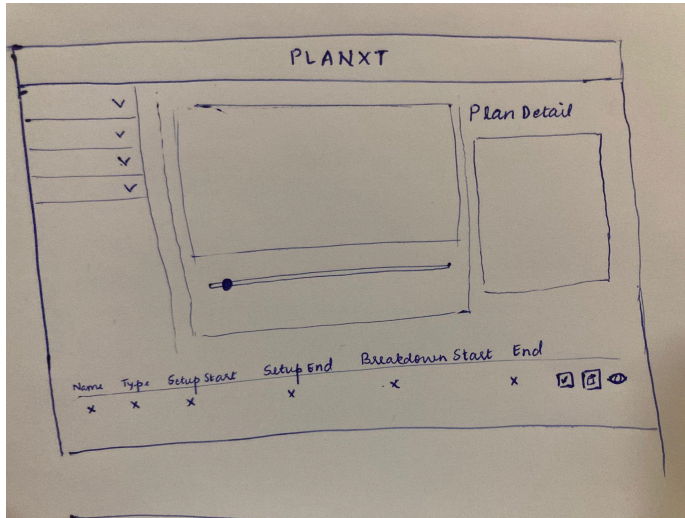 PLANXT
Plan Detail
Name Type Setup Start Setup End Breakdown Start End
x x x x x x